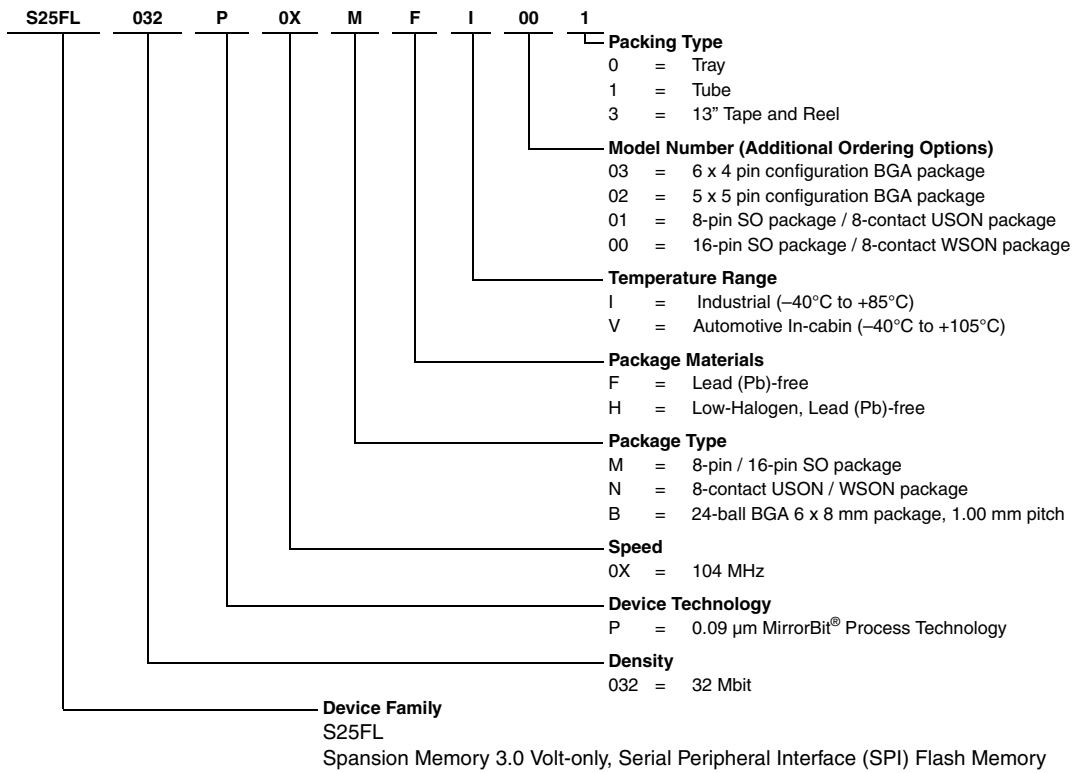 S25FL 032 P 0X M F I 00 1
Packing Type
0 = Tray
1 = Tube
3 = 13” Tape and Reel
Model Number (Additional Ordering Options)
03 = 6 x 4 pin configuration BGA package
02 = 5 x 5 pin configuration BGA package
01 = 8-pin SO package / 8-contact USON package
00 = 16-pin SO package / 8-contact WSON package
Temperature Range
I = Industrial (–40°C to +85°C)
V = Automotive In-cabin (–40°C to +105°C)
Package Materials
F = Lead (Pb)-free
H = Low-Halogen, Lead (Pb)-free
Package Type
M = 8-pin / 16-pin SO package
N = 8-contact USON / WSON package
B = 24-ball BGA 6 x 8 mm package, 1.00 mm pitch
Speed
0X = 104 MHz
Device Technology
P = 0.09 µm MirrorBit® Process Technology
Density
032 = 32 Mbit
Device Family
S25FL
Spansion Memory 3.0 Volt-only, Serial Peripheral Interface (SPI) Flash Memory